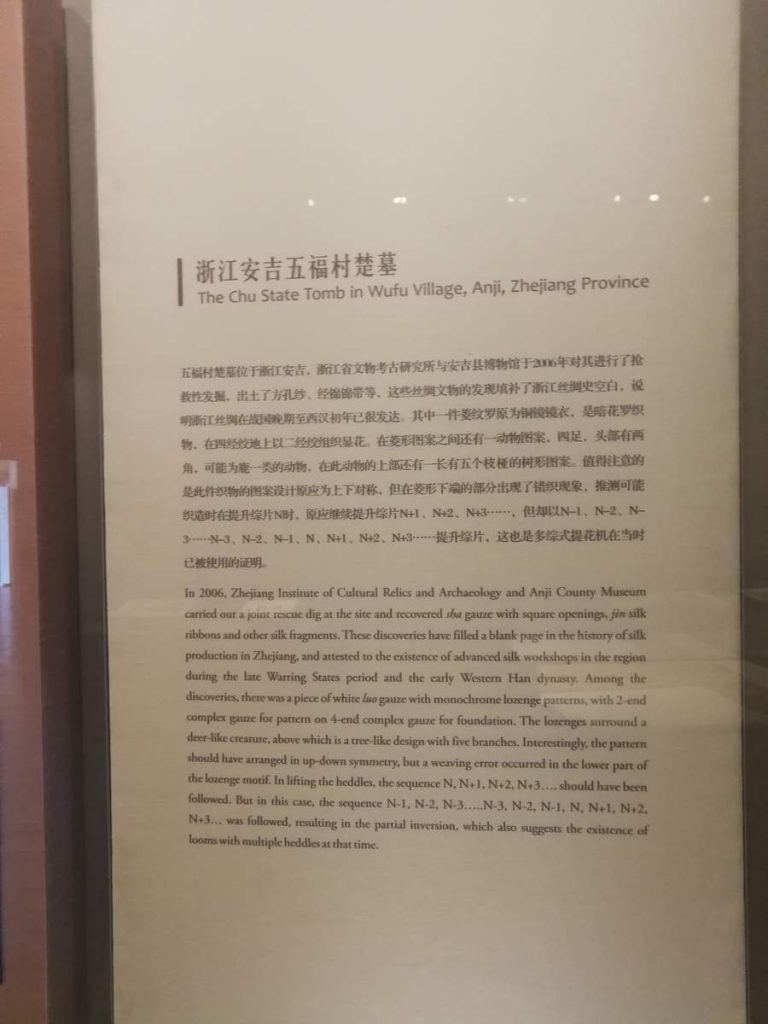 浙江安吉五福村楚墓
The Chu State Tomb in Wufu Village, Anji, Zhejiang Province
五福村楚墓位于浙江安吉，浙江省文物考古研究所与安吉县博物馆于2006年对其进行了抢
救性发掘，出土了方孔纱、经锦锦带等，这些丝绸文物的发现填补了浙江丝绸史空白，说
明浙江丝绸在战国晚期至西汉初年已很发达。其中一件菱纹罗原为铜镜镜衣，是暗花罗织
物，在四经绞地上以二经绞组织显花。在菱形图案之间还有一动物图案，四足，头部有两
角，可能为鹿一类的动物，在此动物的上部还有一长有五个枝桠的树形图案。值得注意的
是此件织物的图案设计原应为上下对称，但在菱形下端的部分出现了错织现象，推测可能
织造时在提升综片N时，原应继续提升综片N+1、N+2、N+3……，但却以N–1、N–2、N–
3……N–3、N–2、N–1、N、N+1、N+2、N+3……提升综片，这也是多综式提花机在当时
已被使用的证明。
In 2006, Zhejiang Institute of Cultural Relics and Archaeology and Anji County Museum
carried out a joint rescue dig at the site and recovered sha gauze with square openings, jin silk
ribbons and other silk fragments. These discoveries have filled a blank page in the history of silk
production in Zhejiang, and attested to the existence of advanced silk workshops in the region
during the late Warring States period and the early Western Han dynasty. Among the
discoveries, there was a piece of white luo gauze with monochrome lozenge patterns, with 2-end
complex gauze for pattern on 4-end complex gauze for foundation. The lozenges surround a
deer-like creature, above which is a tree-like design with five branches. Interestingly, the pattern
should have arranged in up-down symmetry, but a weaving error occurred in the lower part of
the lozenge motif. In lifting the heddles, the sequence N, N+1, N+2, N+3…. should have been
followed. But in this case, the sequence N-1, N-2, N-3…..N-3, N-2, N-1, N, N+1, N+2,
N+3… was followed, resulting in the partial inversion, which also suggests the existence of
looms with multiple heddles at that time.